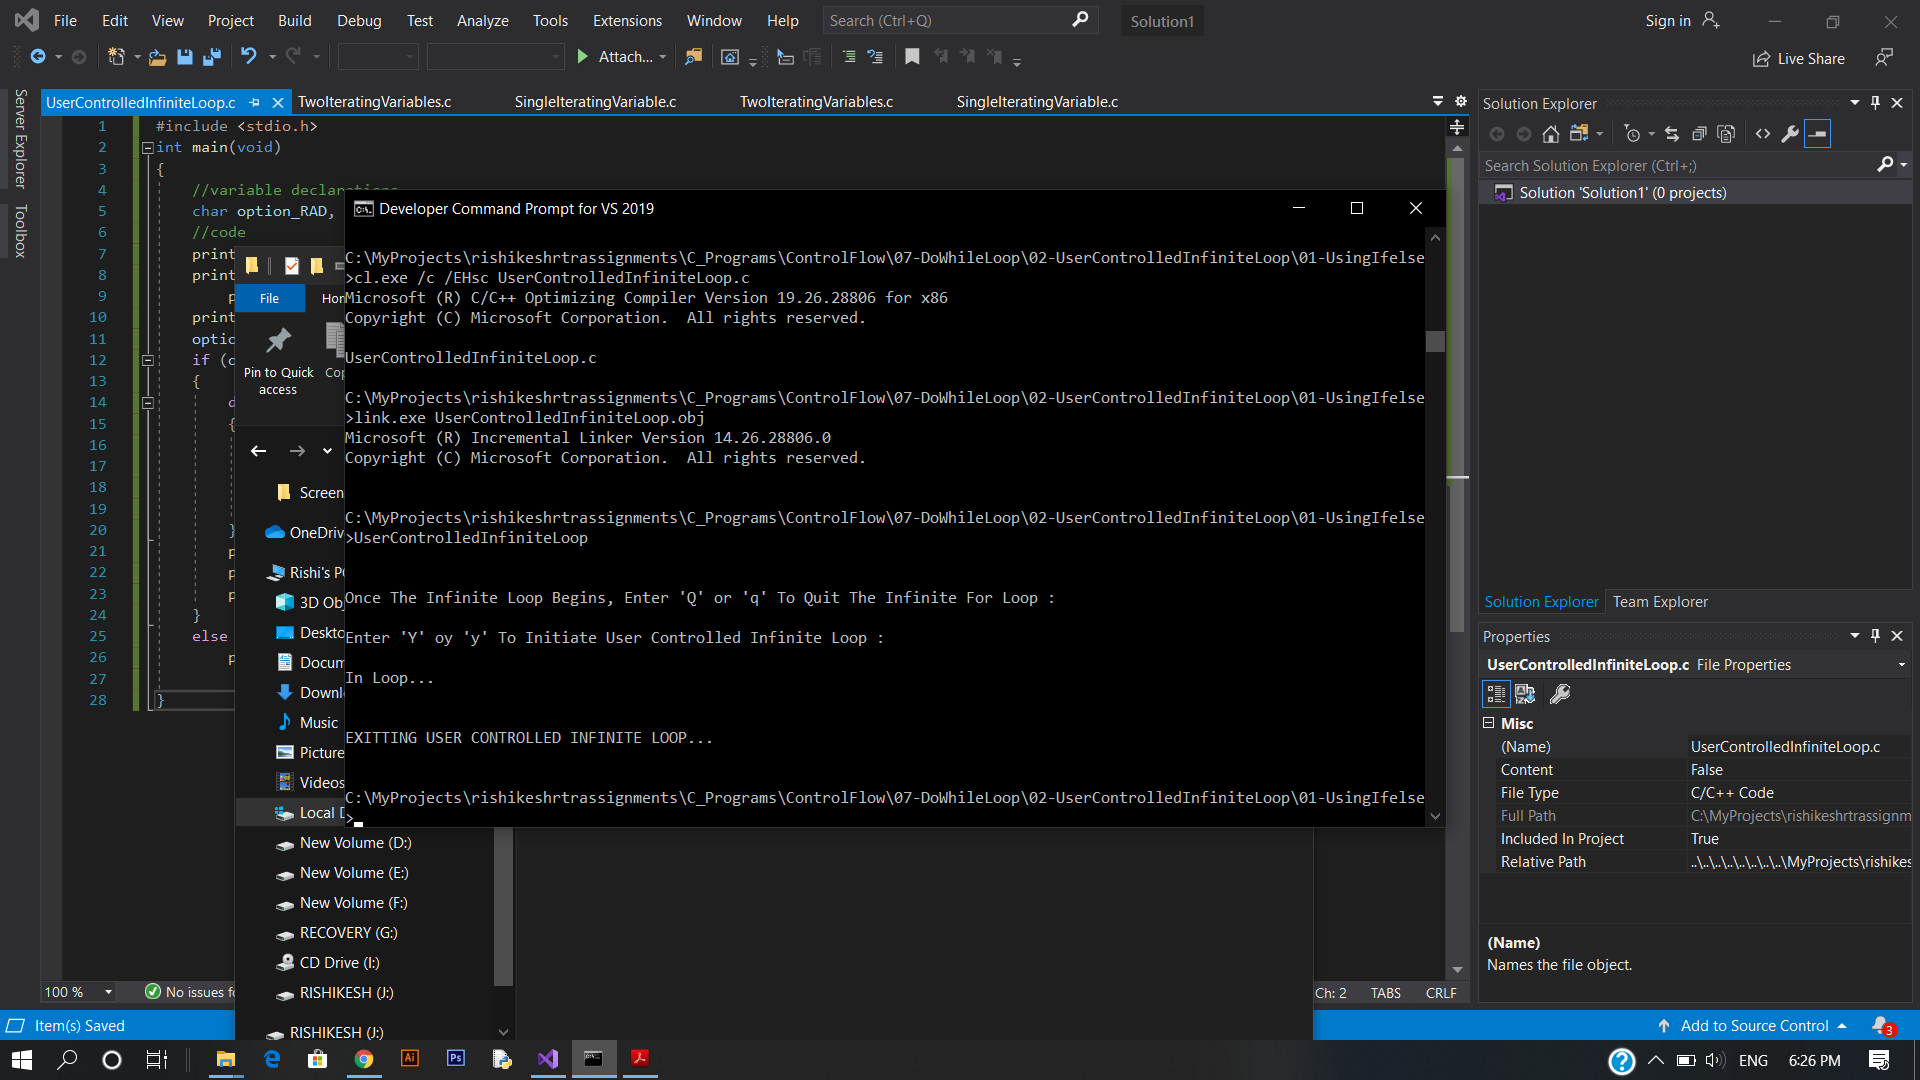 File Edit View Project Build Debug Test Analyze Tools Extensions Window Help Search (Ctrl+Q) Solution1 Sign in
Attach... Live Share
Server Explorer
Toolbox
UserControlledInfiniteLoop.c TwoIteratingVariables.c SingleIteratingVariable.c TwoIteratingVariables.c SingleIteratingVariable.c
1 #include <stdio.h>
2 int main(void)
3 {
4 //variable declarations
5 char option_RAD,
6 //code
7 print
8 print
9 p
10 print
11 optio
12 if (
13 {
14 d
15 {
16
17
18
19
20 }
21 p
22 p
23 p
24 }
25 else
26 p
27
28 }
100 % No issues f
Ch: 2 TABS CRLF
File Hom
Pin to Quick
access
Cop
Screen
OneDriv
Rishi's P
3D Ob
Deskto
Docum
Downl
Music
Picture
Videos
Local D
New Volume (D:)
New Volume (E:)
New Volume (F:)
RECOVERY (G:)
CD Drive (I:)
RISHIKESH (J:)
RISHIKESH (J:)
Developer Command Prompt for VS 2019
C:\MyProjects\rishikeshrtrassignments\C_Programs\ControlFlow\07-DoWhileLoop\02-UserControlledInfiniteLoop\01-UsingIfelse
>cl.exe /c /EHsc UserControlledInfiniteLoop.c
Microsoft (R) C/C++ Optimizing Compiler Version 19.26.28806 for x86
Copyright (C) Microsoft Corporation.  All rights reserved.
UserControlledInfiniteLoop.c
C:\MyProjects\rishikeshrtrassignments\C_Programs\ControlFlow\07-DoWhileLoop\02-UserControlledInfiniteLoop\01-UsingIfelse
>link.exe UserControlledInfiniteLoop.obj
Microsoft (R) Incremental Linker Version 14.26.28806.0
Copyright (C) Microsoft Corporation.  All rights reserved.
C:\MyProjects\rishikeshrtrassignments\C_Programs\ControlFlow\07-DoWhileLoop\02-UserControlledInfiniteLoop\01-UsingIfelse
>UserControlledInfiniteLoop
Once The Infinite Loop Begins, Enter 'Q' or 'q' To Quit The Infinite For Loop :
Enter 'Y' oy 'y' To Initiate User Controlled Infinite Loop :
In Loop...
EXITTING USER CONTROLLED INFINITE LOOP...
C:\MyProjects\rishikeshrtrassignments\C_Programs\ControlFlow\07-DoWhileLoop\02-UserControlledInfiniteLoop\01-UsingIfelse
>
Solution Explorer
Search Solution Explorer (Ctrl+;)
Solution 'Solution1' (0 projects)
Solution Explorer Team Explorer
Properties
UserControlledInfiniteLoop.c File Properties
Misc
(Name) UserControlledInfiniteLoop.c
Content False
File Type C/C++ Code
Full Path C:\MyProjects\rishikeshrtrassignm
Included In Project True
Relative Path ..\..\..\..\..\..\..\..\MyProjects\rishikes
(Name)
Names the file object.
Item(s) Saved Add to Source Control 3
Ai Ps ENG 6:26 PM